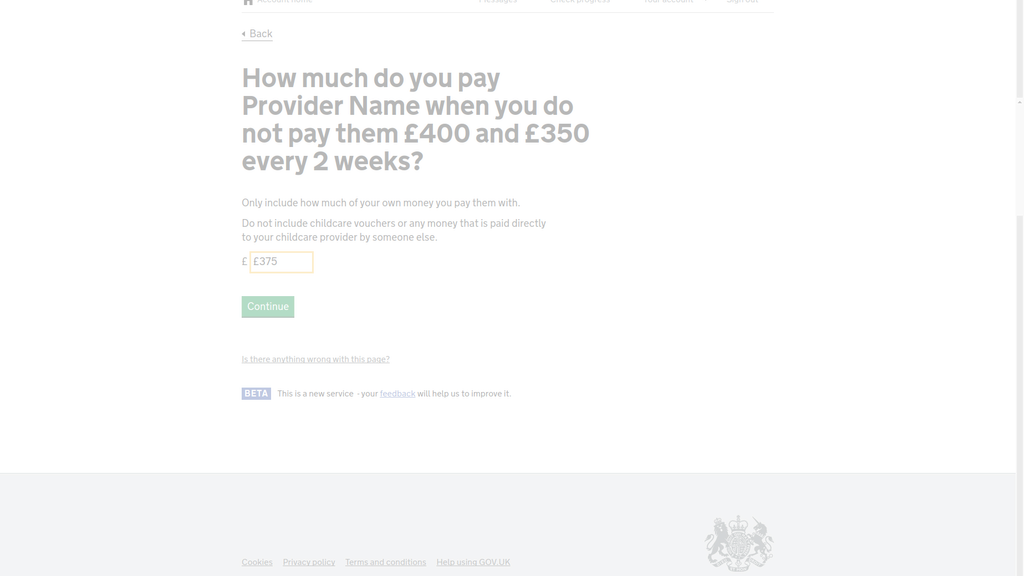 Account home Messages Check progress Your account Sign out
Back
How much do you pay
Provider Name when you do
not pay them £400 and £350
every 2 weeks?
Only include how much of your own money you pay them with.
Do not include childcare vouchers or any money that is paid directly
to your childcare provider by someone else.
£ £375
Continue
Is there anything wrong with this page?
BETA This is a new service - your feedback will help us to improve it.
Cookies Privacy policy Terms and conditions Help using GOV.UK